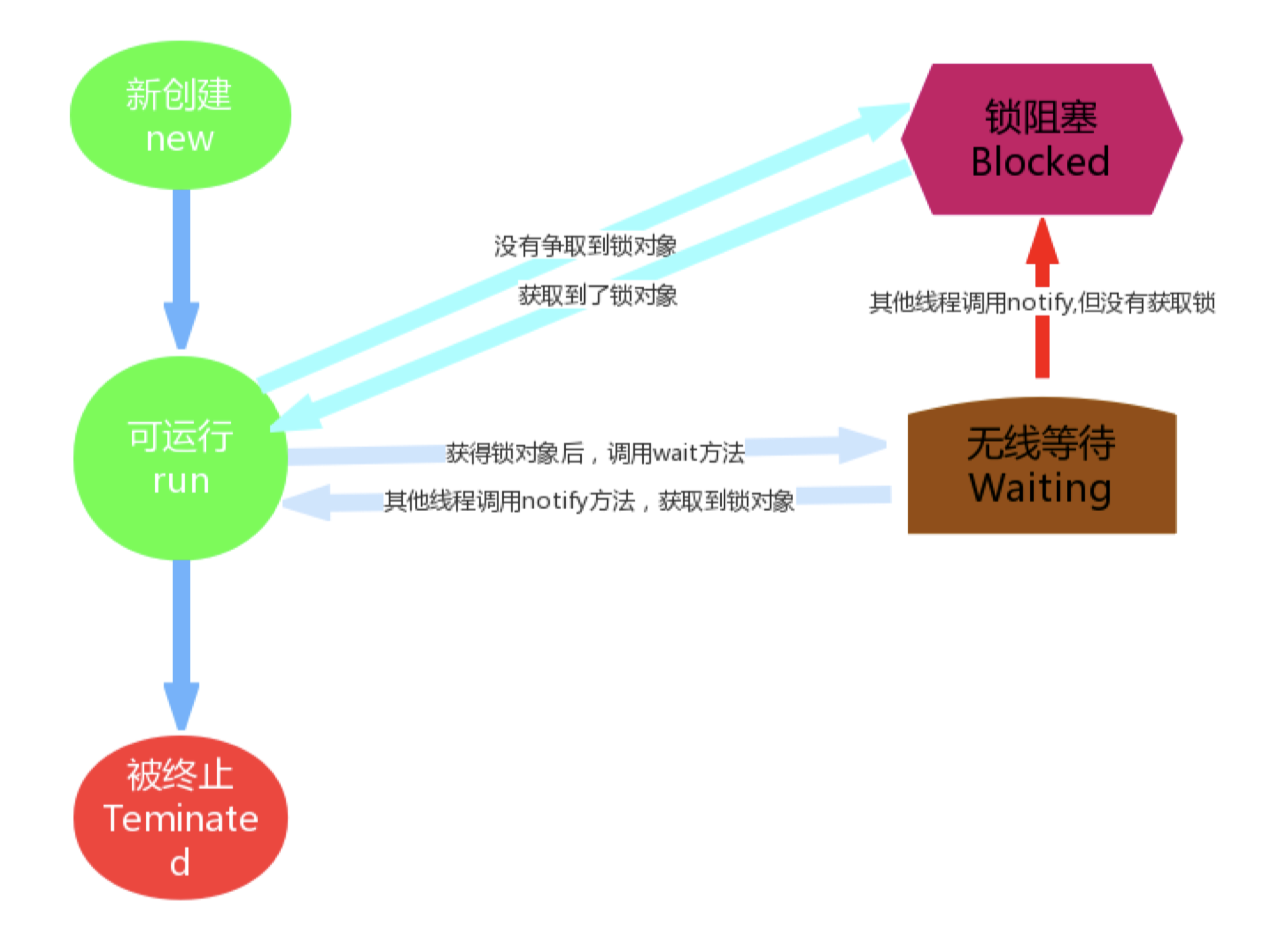 新创建
new
锁阻塞
Blocked
没有争取到锁对象
获取到了锁对象
其他线程调用notify,但没有获取锁
可运行
run
获得锁对象后，调用wait方法
其他线程调用notify方法，获取到锁对象
无线等待
Waiting
被终止
Teminate
d